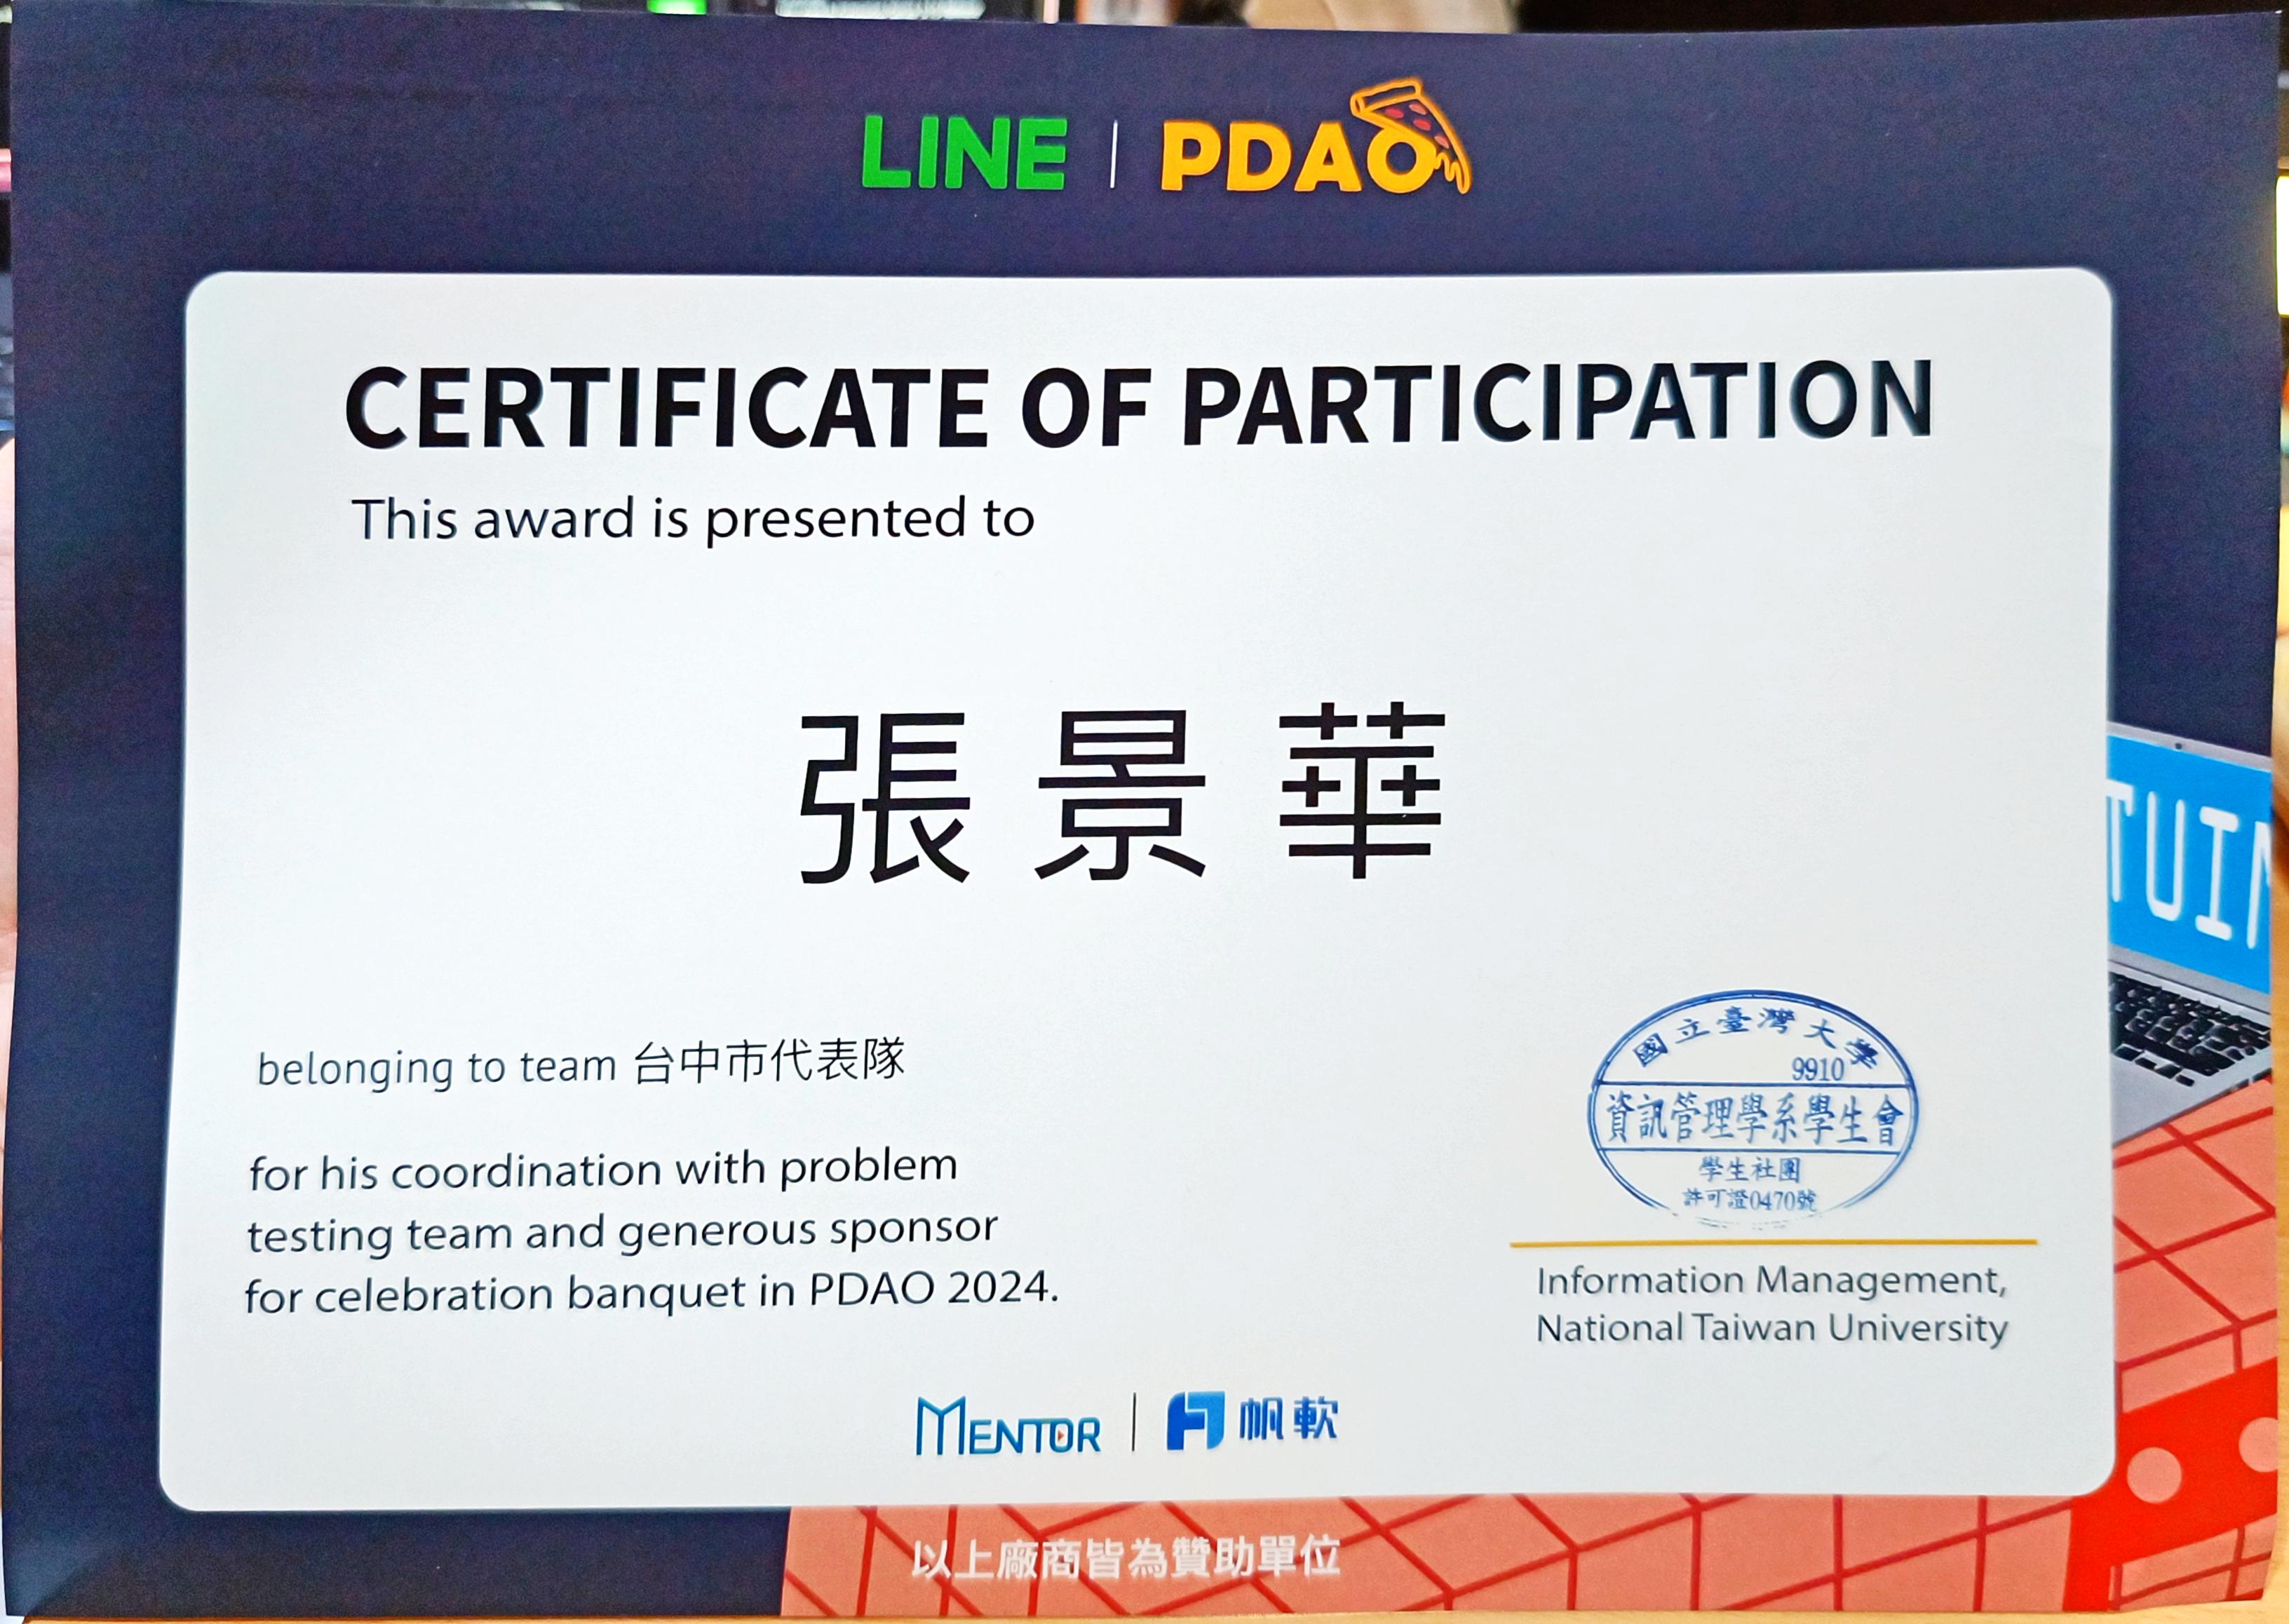 LINE | PDAO
CERTIFICATE OF PARTICIPATION
This award is presented to
張景華
TUI
belonging to team 台中市代表隊
for his coordination with problem
testing team and generous sponsor
for celebration banquet in PDAO 2024.
國立臺灣大學
9910
資訊管理學系學生會
學生社團
許可證0470號
Information Management,
National Taiwan University
MENTOR | 帆軟
以上廠商皆為贊助單位